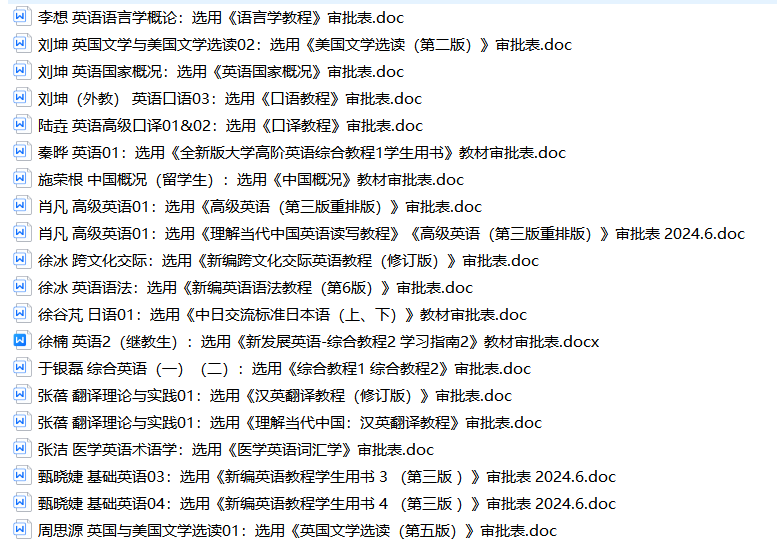 李想 英语语言学概论：选用《语言学教程》审批表.doc
刘坤 英国文学与美国文学选读02：选用《美国文学选读（第二版）》审批表.doc
刘坤 英语国家概况：选用《英语国家概况》审批表.doc
刘坤（外教） 英语口语03：选用《口语教程》审批表.doc
陆垚 英语高级口译01&02：选用《口译教程》审批表.doc
秦晔 英语01：选用《全新版大学高阶英语综合教程1学生用书》教材审批表.doc
施荣根 中国概况（留学生）：选用《中国概况》教材审批表.doc
肖凡 高级英语01：选用《高级英语（第三版重排版）》审批表.doc
肖凡 高级英语01：选用《理解当代中国英语读写教程》《高级英语（第三版重排版）》审批表 2024.6.doc
徐冰 跨文化交际：选用《新编跨文化交际英语教程（修订版）》审批表.doc
徐冰 英语语法：选用《新编英语语法教程（第6版）》审批表.doc
徐谷芃 日语01：选用《中日交流标准日本语（上、下）》教材审批表.doc
徐楠 英语2（继教生）：选用《新发展英语-综合教程2 学习指南2》教材审批表.docx
于银磊 综合英语（一）（二）：选用《综合教程1 综合教程2》审批表.doc
张蓓 翻译理论与实践01：选用《汉英翻译教程（修订版）》审批表.doc
张蓓 翻译理论与实践01：选用《理解当代中国：汉英翻译教程》审批表.doc
张洁 医学英语术语学：选用《医学英语词汇学》审批表.doc
甄晓婕 基础英语03：选用《新编英语教程学生用书 3 （第三版 ）》审批表 2024.6.doc
甄晓婕 基础英语04：选用《新编英语教程学生用书 4 （第三版 ）》审批表 2024.6.doc
周思源 英国与美国文学选读01：选用《英国文学选读（第五版）》审批表.doc